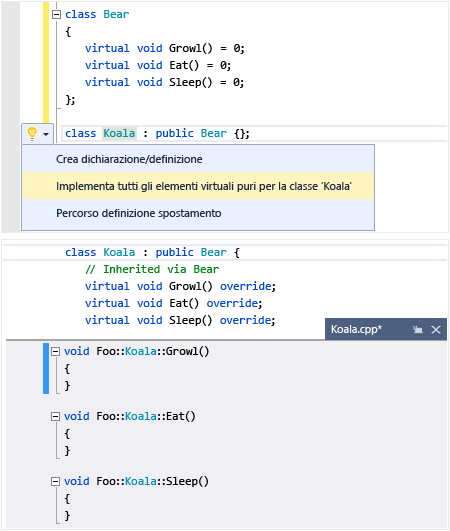 class Bear
{
virtual void Growl() = 0;
virtual void Eat() = 0;
virtual void Sleep() = 0;
};
class Koala : public Bear {};
Crea dichiarazione/definizione
Implementa tutti gli elementi virtuali puri per la classe 'Koala'
Percorso definizione spostamento
class Koala : public Bear {
// Inherited via Bear
virtual void Growl() override;
virtual void Eat() override;
virtual void Sleep() override;
Koala.cpp*
void Foo::Koala::Growl()
{
}
void Foo::Koala::Eat()
{
}
void Foo::Koala::Sleep()
{
}